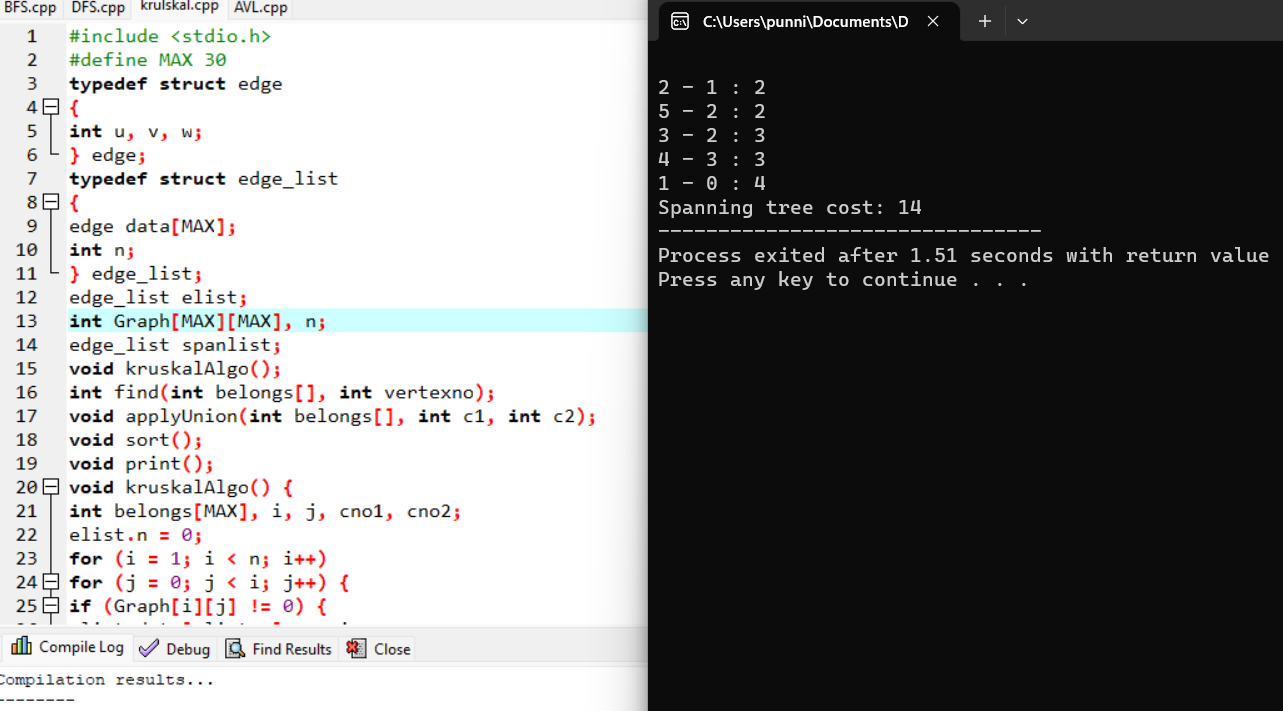 BFS.cpp DFS.cpp krulskal.cpp AVL.cpp
1 #include <stdio.h>
2 #define MAX 30
3 typedef struct edge
4 {
5 int u, v, w;
6 } edge;
7 typedef struct edge_list
8 {
9 edge data[MAX];
10 int n;
11 } edge_list;
12 edge_list elist;
13 int Graph[MAX][MAX], n;
14 edge_list spanlist;
15 void kruskalAlgo();
16 int find(int belongs[], int vertexno);
17 void applyUnion(int belongs[], int c1, int c2);
18 void sort();
19 void print();
20 void kruskalAlgo() {
21 int belongs[MAX], i, j, cno1, cno2;
22 elist.n = 0;
23 for (i = 1; i < n; i++)
24 for (j = 0; j < i; j++) {
25 if (Graph[i][j] != 0) {
Compile Log Debug Find Results Close
Compilation results...
--------
C:\Users\punni\Documents\D
2 - 1 : 2
5 - 2 : 2
3 - 2 : 3
4 - 3 : 3
1 - 0 : 4
Spanning tree cost: 14
--------------------------------
Process exited after 1.51 seconds with return value
Press any key to continue . . .